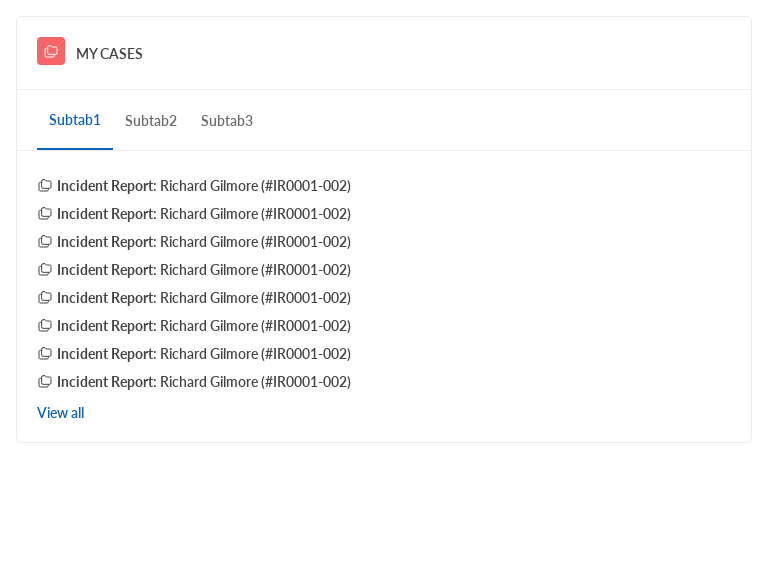 MY CASES
Subtab1 Subtab2 Subtab3
Incident Report: Richard Gilmore (#IR0001-002)
Incident Report: Richard Gilmore (#IR0001-002)
Incident Report: Richard Gilmore (#IR0001-002)
Incident Report: Richard Gilmore (#IR0001-002)
Incident Report: Richard Gilmore (#IR0001-002)
Incident Report: Richard Gilmore (#IR0001-002)
Incident Report: Richard Gilmore (#IR0001-002)
Incident Report: Richard Gilmore (#IR0001-002)
View all